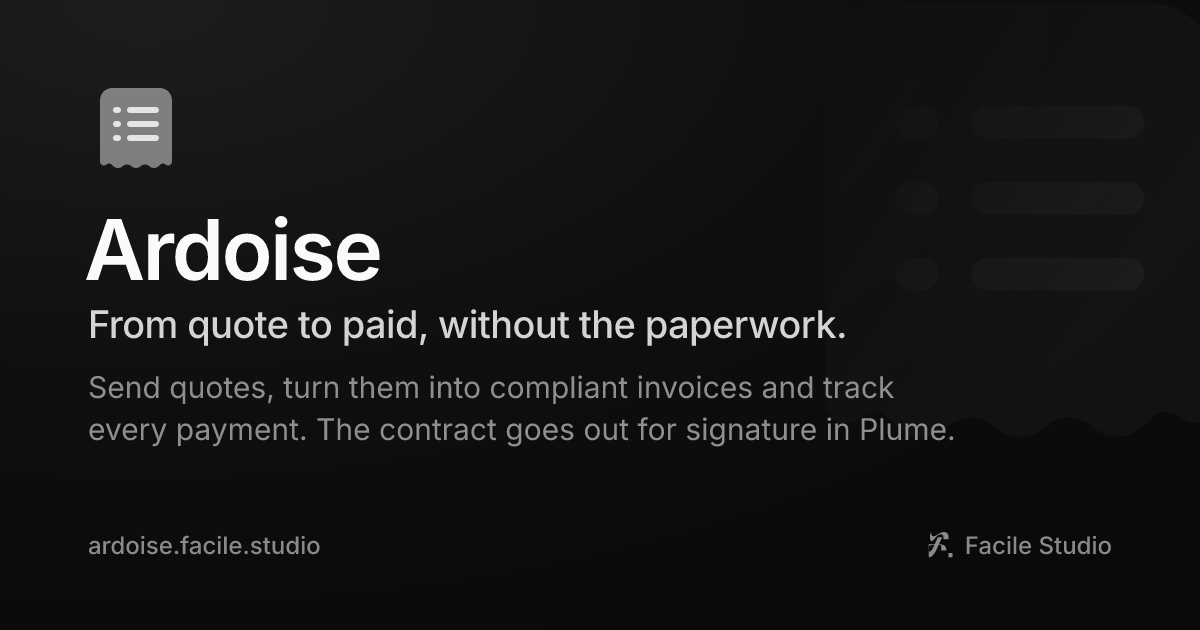 Ardoise
From quote to paid, without the paperwork.
Send quotes, turn them into compliant invoices and track
every payment. The contract goes out for signature in Plume.
ardoise.facile.studio
Facile Studio